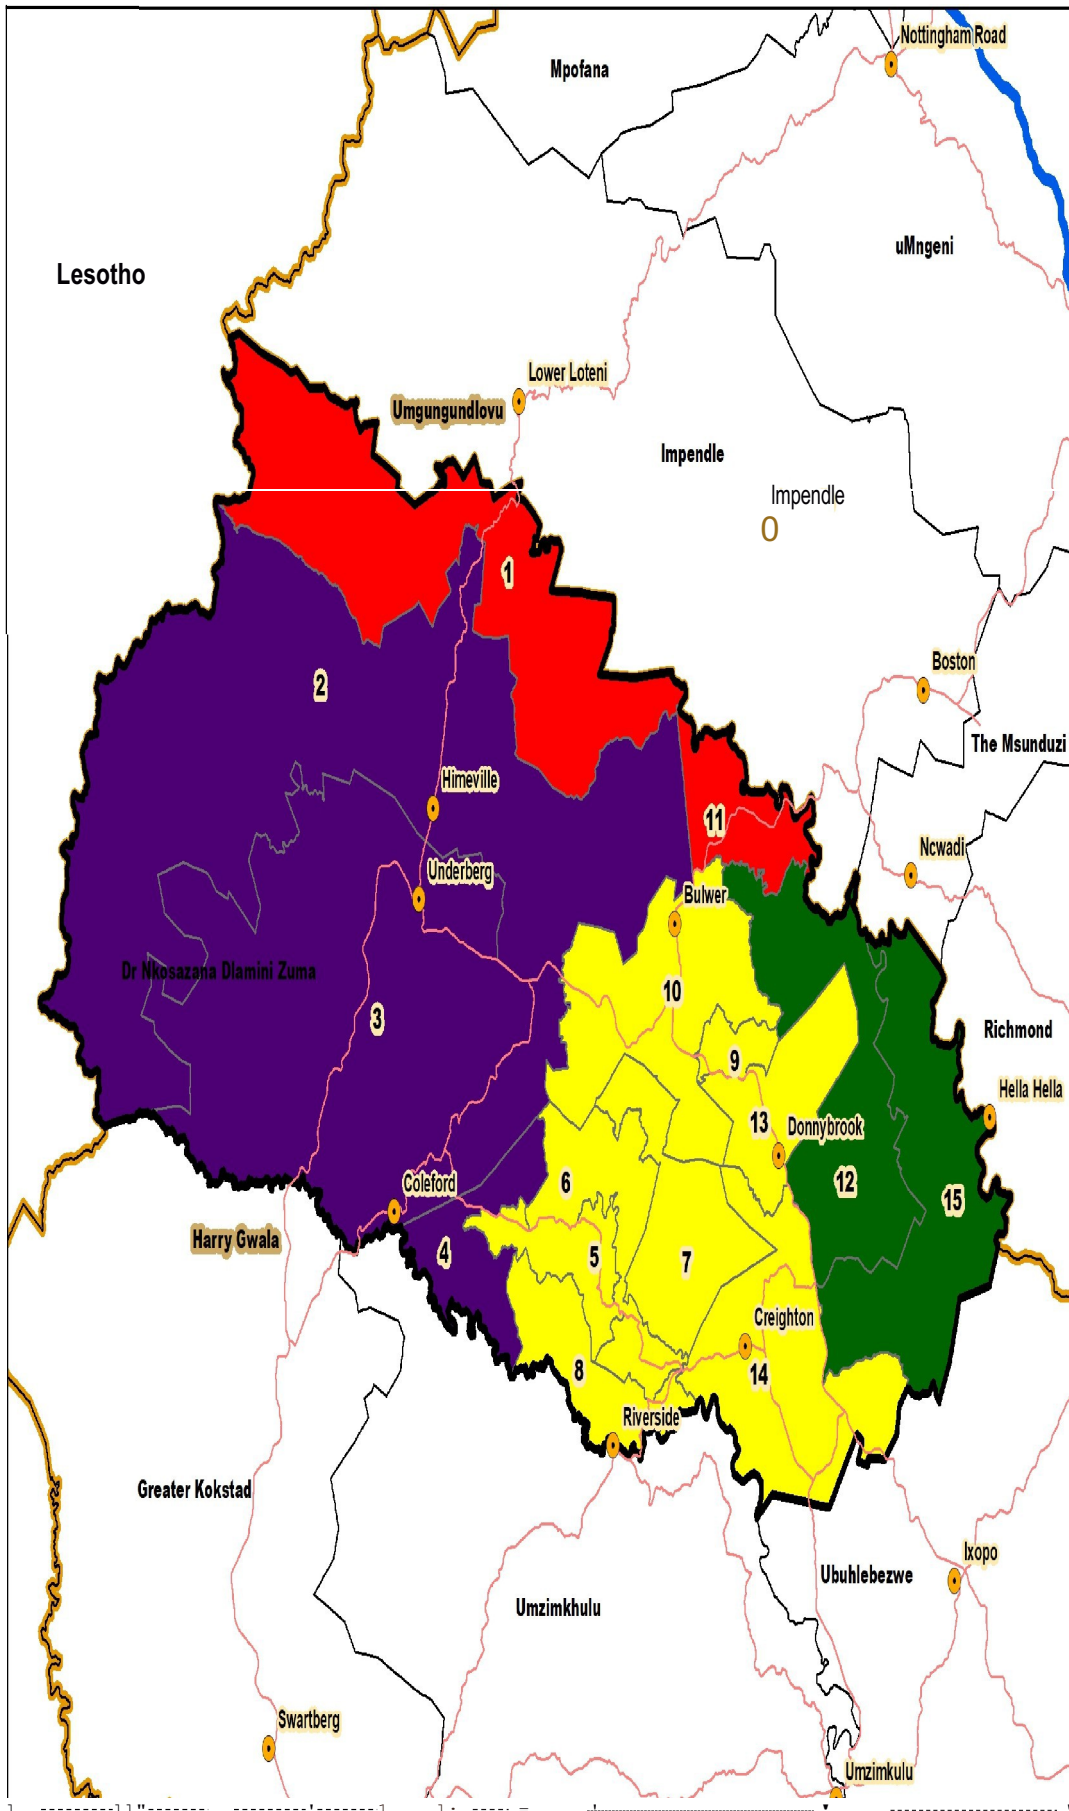 Nottingham Road
Mpofana
uMngeni
Lesotho
Lower Loteni
Umgungundlovu
Impendle
Impendle
O
1
Boston
2
The Msunduzi
Himeville
11
Ncwadi
Underberg
Bulwer
Dr Nkosazana Dlamini Zuma
10
3
Richmond
9
Hella Hella
13
Donnybrook
6
12
Coleford
15
Harry Gwala
4
5
7
Creighton
8
14
Riverside
Greater Kokstad
Ixopo
Ubuhlebezwe
Umzimkhulu
Swartberg
Umzimkulu